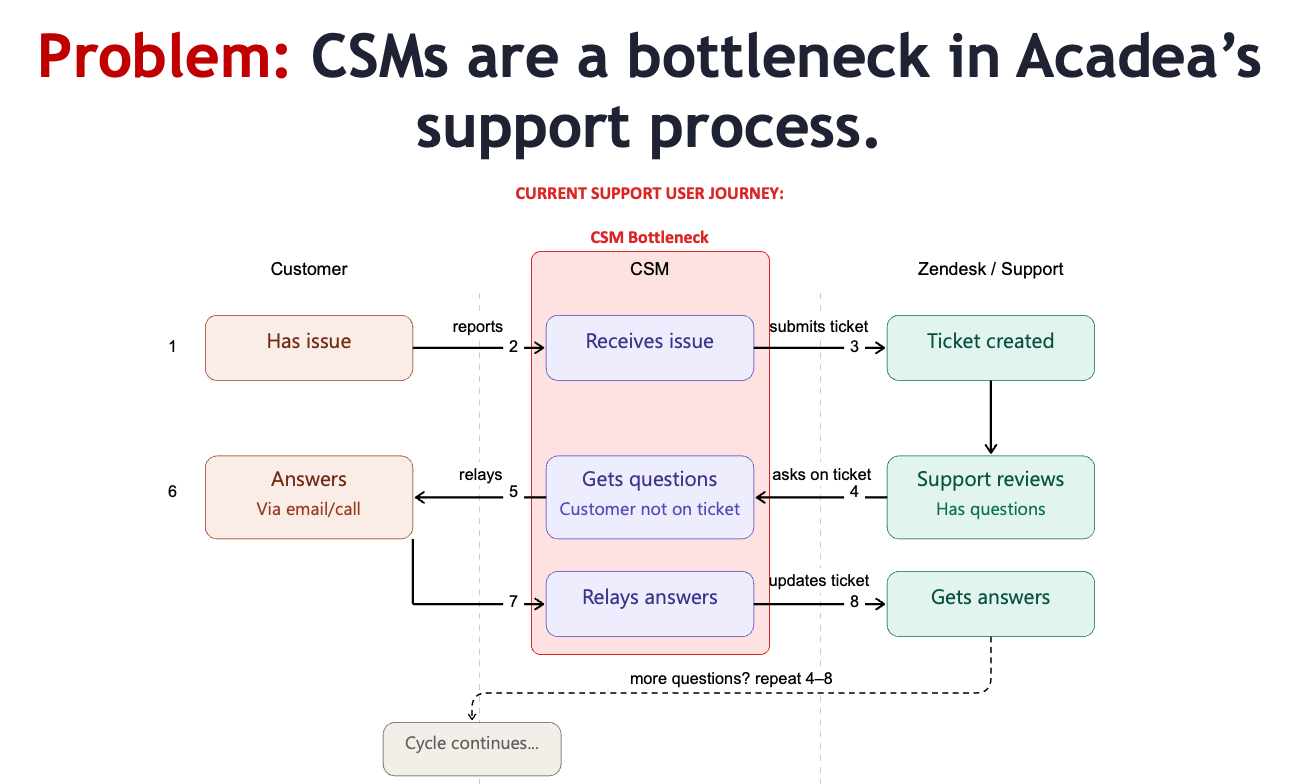 Problem: CSMs are a bottleneck in Acadea’s
support process.
CURRENT SUPPORT USER JOURNEY:
CSM Bottleneck
Customer
CSM
Zendesk / Support
1
Has issue
reports
2
Receives issue
submits ticket
3
Ticket created
6
Answers
Via email/call
relays
5
Gets questions
Customer not on ticket
asks on ticket
4
Support reviews
Has questions
7
Relays answers
updates ticket
8
Gets answers
more questions? repeat 4–8
Cycle continues...